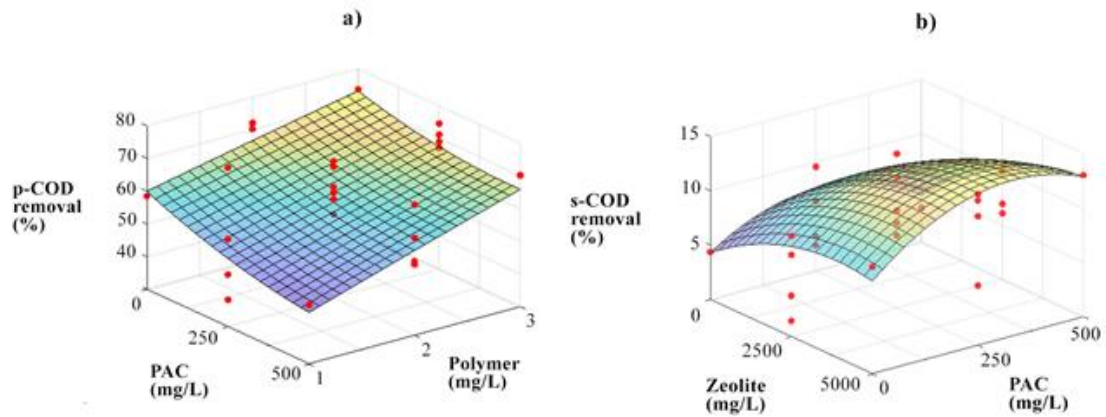 a)
80
70
60
50
40
p-COD
removal
(%)
0
250
500
PAC
(mg/L)
1
2
3
Polymer
(mg/L)
b)
15
10
5
s-COD
removal
(%)
0
2500
5000
Zeolite
(mg/L)
0
250
500
PAC
(mg/L)